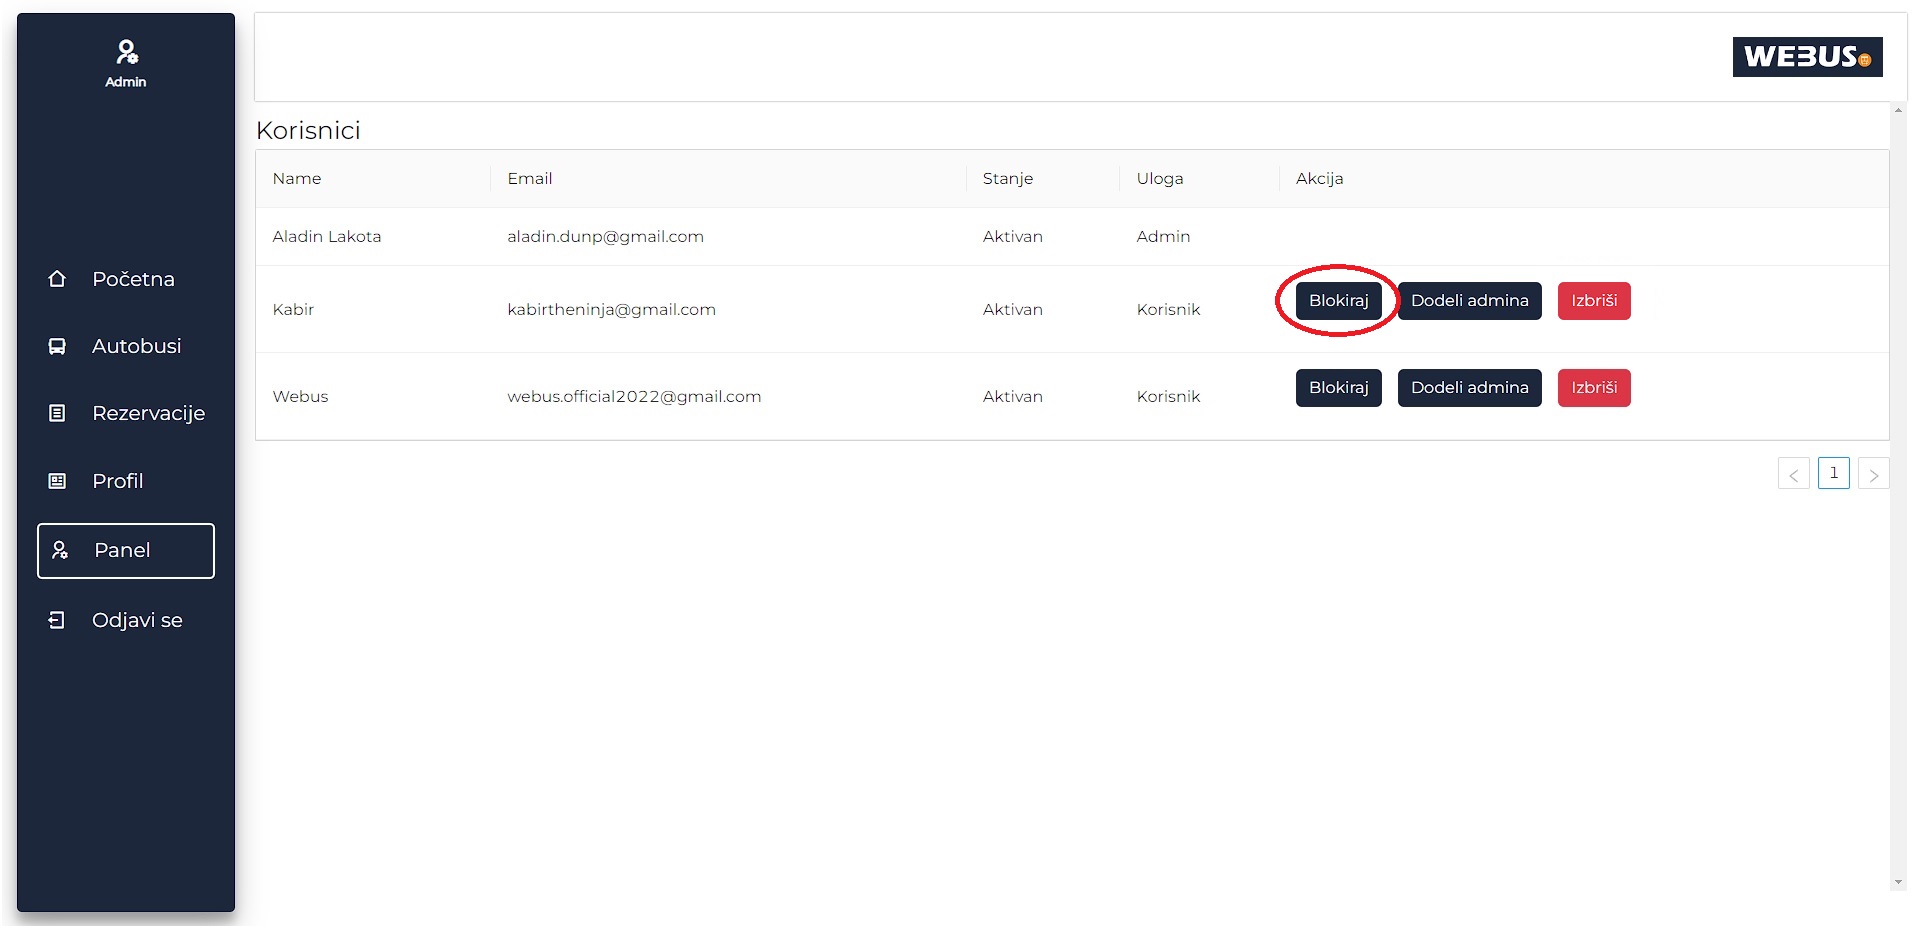 Admin
WEBUS
Korisnici
Name Email Stanje Uloga Akcija
Aladin Lakota aladin.dunp@gmail.com Aktivan Admin
Kabir kabirtheninja@gmail.com Aktivan Korisnik Blokiraj Dodeli admina Izbriši
Webus webus.official2022@gmail.com Aktivan Korisnik Blokiraj Dodeli admina Izbriši
< 1 >
Početna
Autobusi
Rezervacije
Profil
Panel
Odjavi se